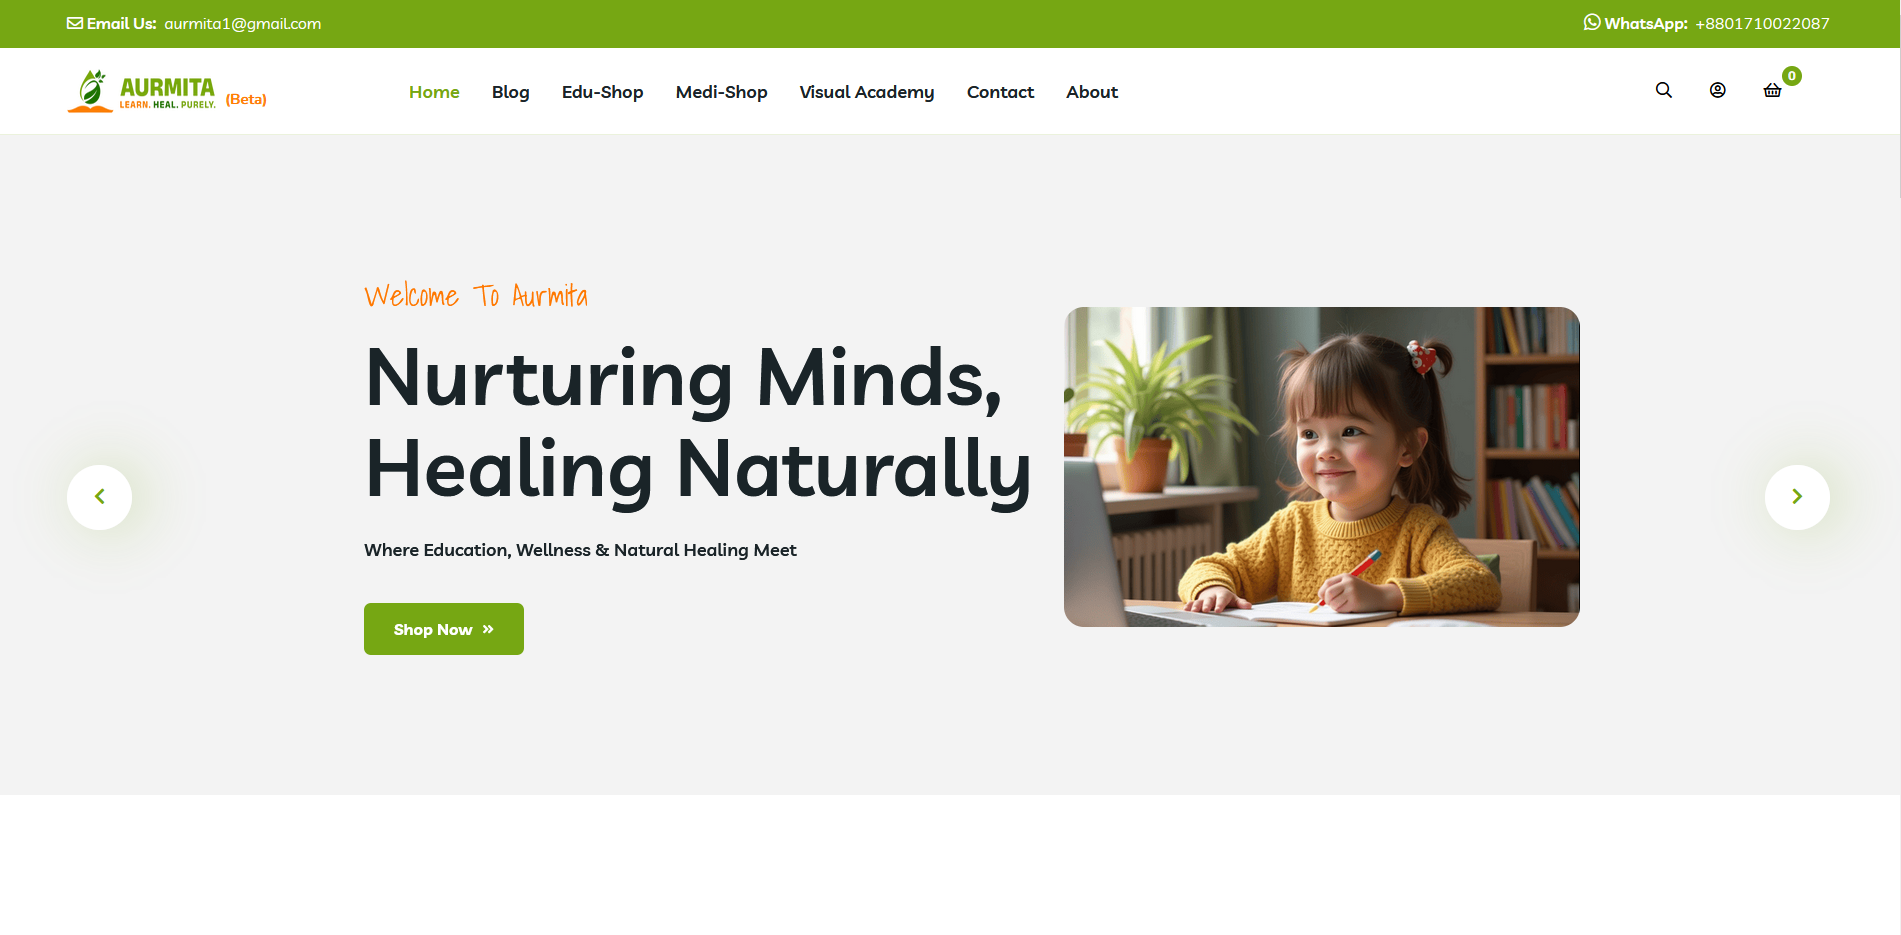 Email Us: aurmita1@gmail.com
WhatsApp: +8801710022087
AURMITA
LEARN. HEAL. PURELY.
(Beta)
Home Blog Edu-Shop Medi-Shop Visual Academy Contact About
0
Welcome To Aurmita
Nurturing Minds,
Healing Naturally
Where Education, Wellness & Natural Healing Meet
Shop Now »